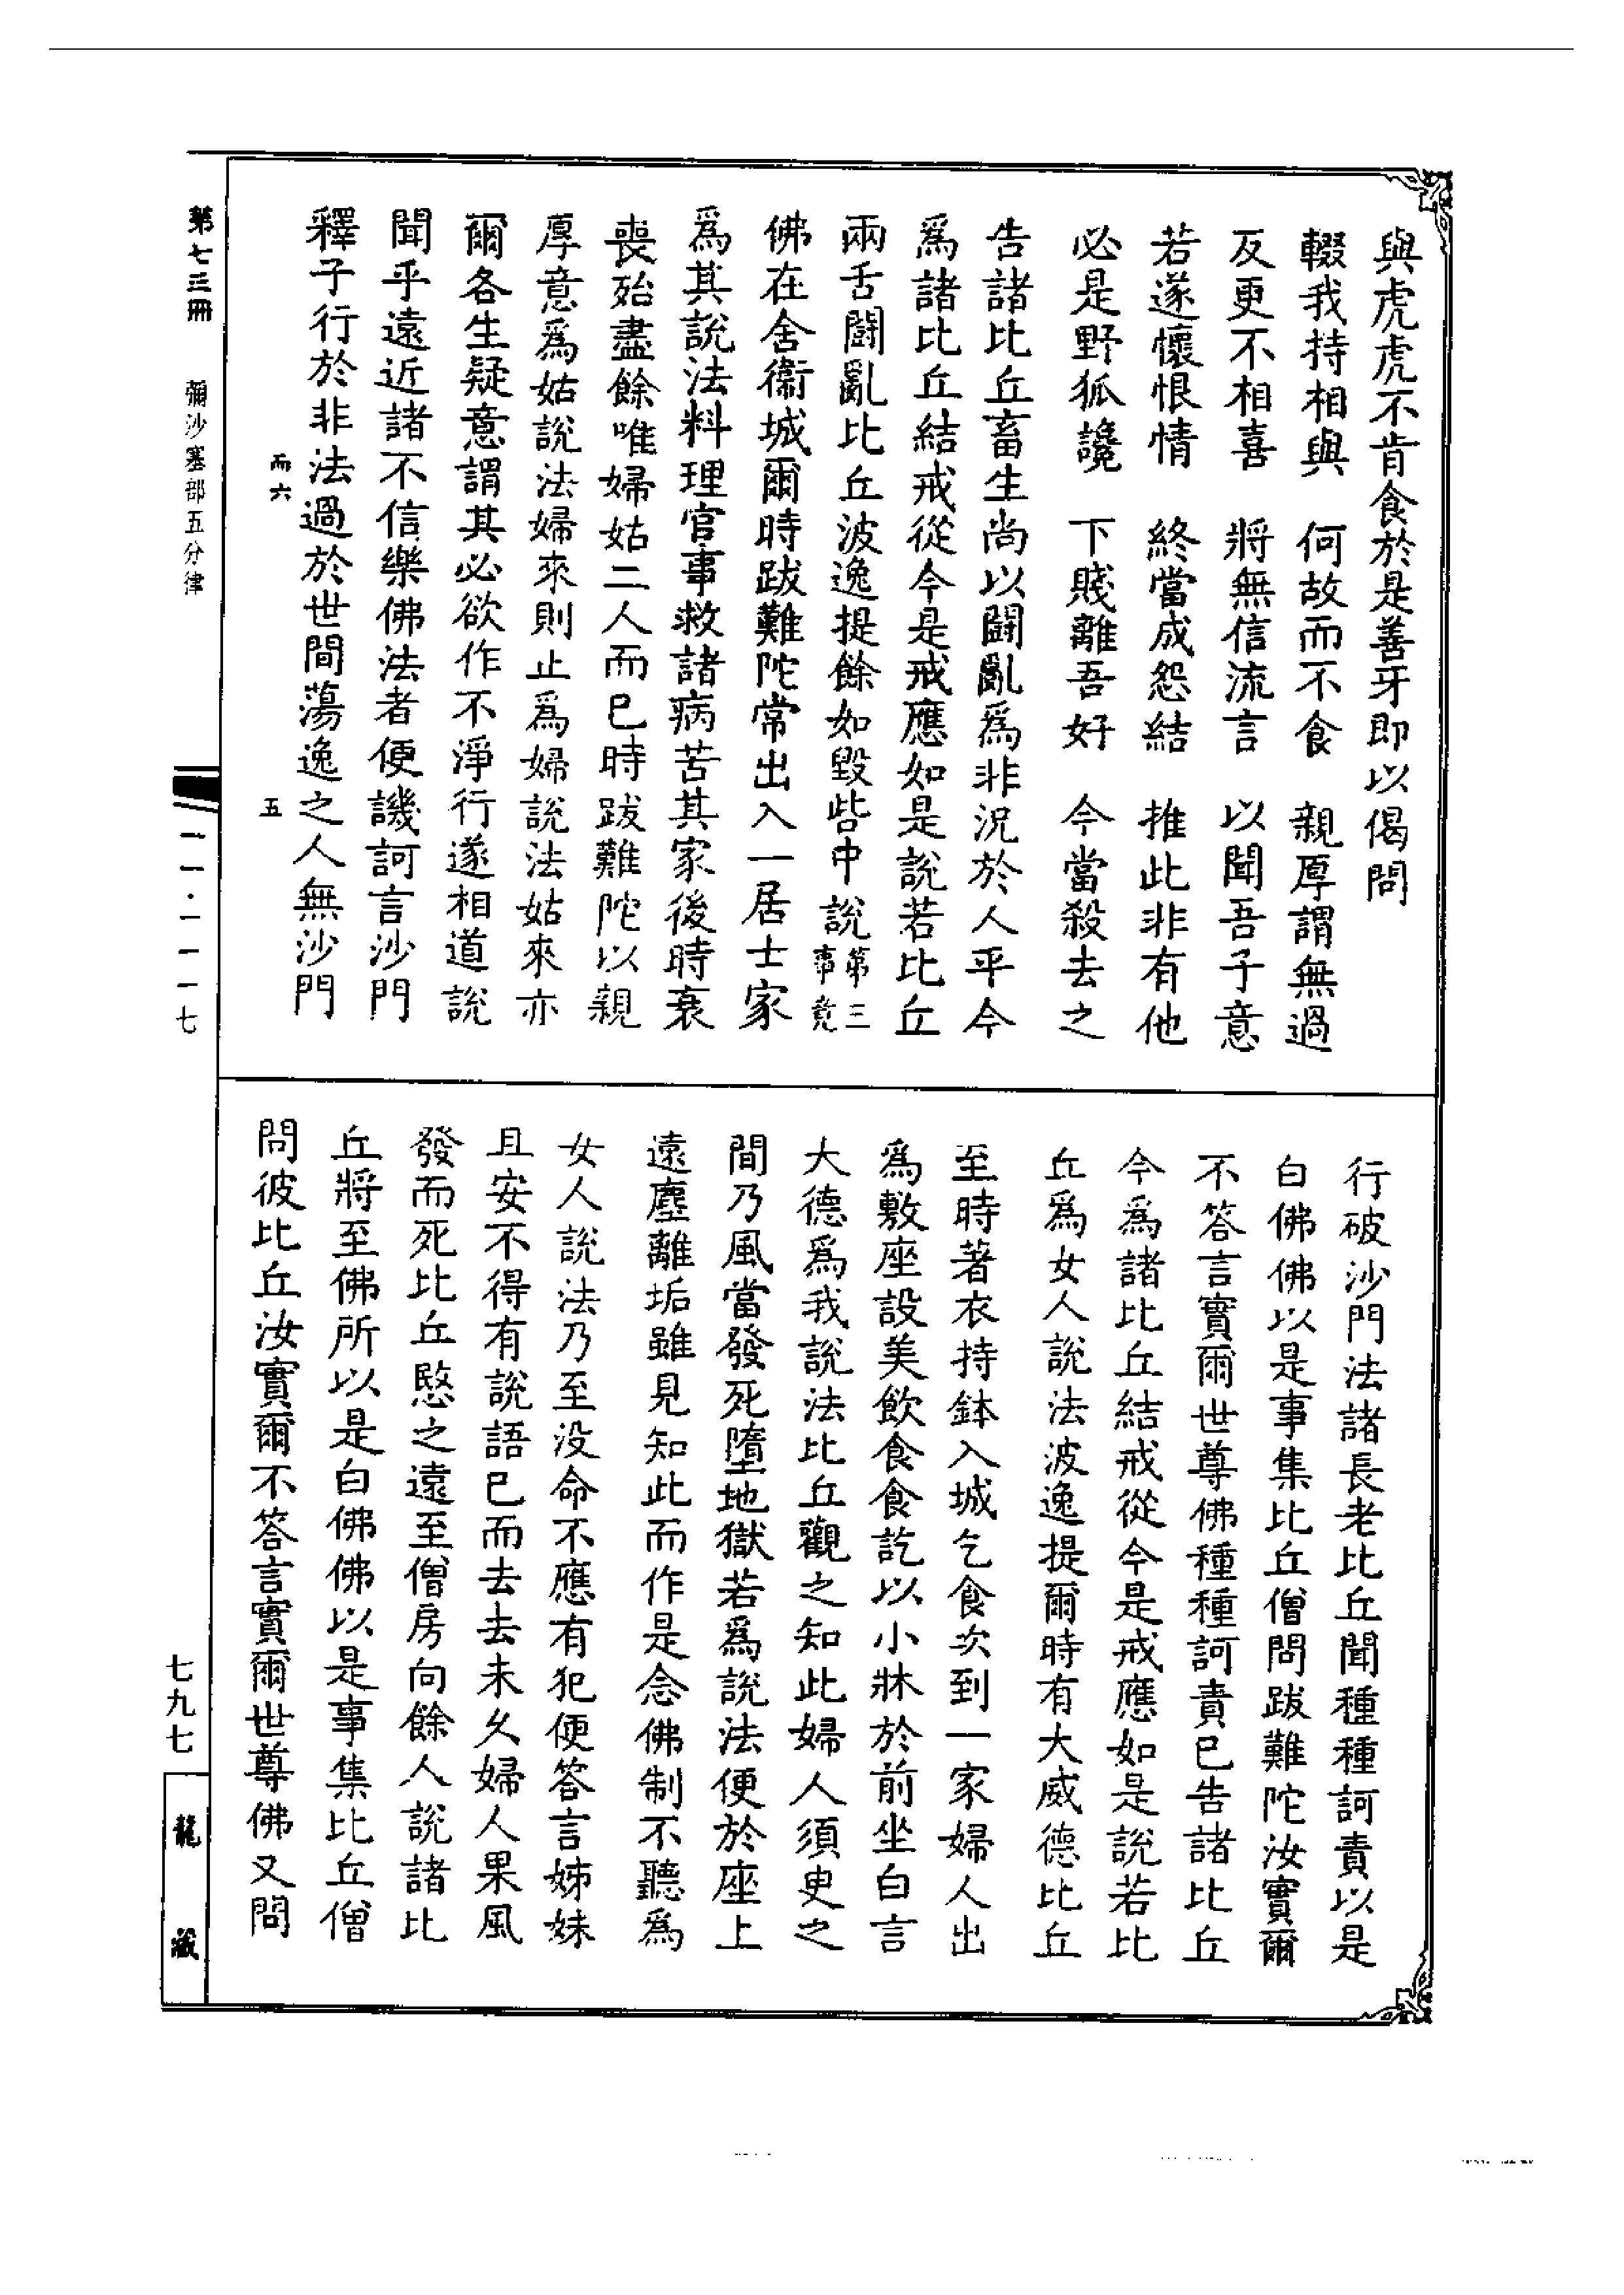 與虎虎不肯食於是善牙即以偈問
輟我持相與　何故而不食　親厚謂無過
反更不相喜　將無信流言　以聞吾子意
若遂懷恨情　終當成怨結　推此非有他
必是野狐讒　下賤離吾好　今當殺去之
告諸比丘畜生尚以鬪亂爲非況於人乎今
爲諸比丘結戒從今是戒應如是說若比丘
兩舌鬪亂比丘波逸提餘如毀呰中說第三事竟
佛在舍衞城爾時跋難陀常出入一居士家
爲其說法料理官事救諸病苦其家後時衰
喪殆盡餘唯婦姑二人而已時跋難陀以親
厚意爲姑說法婦來則止爲婦說法姑來亦
爾各生疑意謂其必欲作不淨行遂相道說
聞乎遠近諸不信樂佛法者便譏訶言沙門
釋子行於非法過於世間蕩逸之人無沙門
而六　五
行破沙門法諸長老比丘聞種種訶責以是
白佛佛以是事集比丘僧問跋難陀汝實爾
不答言實爾世尊佛種種訶責已告諸比丘
今爲諸比丘結戒從今是戒應如是說若比
丘爲女人說法波逸提爾時有大威德比丘
至時著衣持鉢入城乞食次到一家婦人出
爲敷座設美飲食食訖以小牀於前坐白言
大德爲我說法比丘觀之知此婦人須臾之
間乃風當發死墮地獄若爲說法便於座上
遠塵離垢雖見知此而作是念佛制不聽爲
女人說法乃至没命不應有犯便答言姊妹
且安不得有說語已而去去未久婦人果風
發而死比丘愍之遠至僧房向餘人說諸比
丘將至佛所以是白佛佛以是事集比丘僧
問彼比丘汝實爾不答言實爾世尊佛又問
第七三冊　彌沙塞部五分律
一一·一一一七
七九七
龍藏